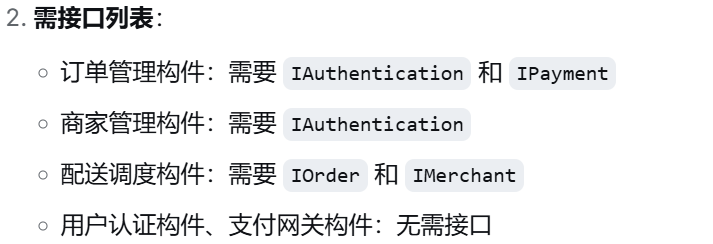 2. 需接口列表：
○ 订单管理构件：需要 IAuthentication 和 IPayment
○ 商家管理构件：需要 IAuthentication
○ 配送调度构件：需要 IOrder 和 IMerchant
○ 用户认证构件、支付网关构件：无需接口